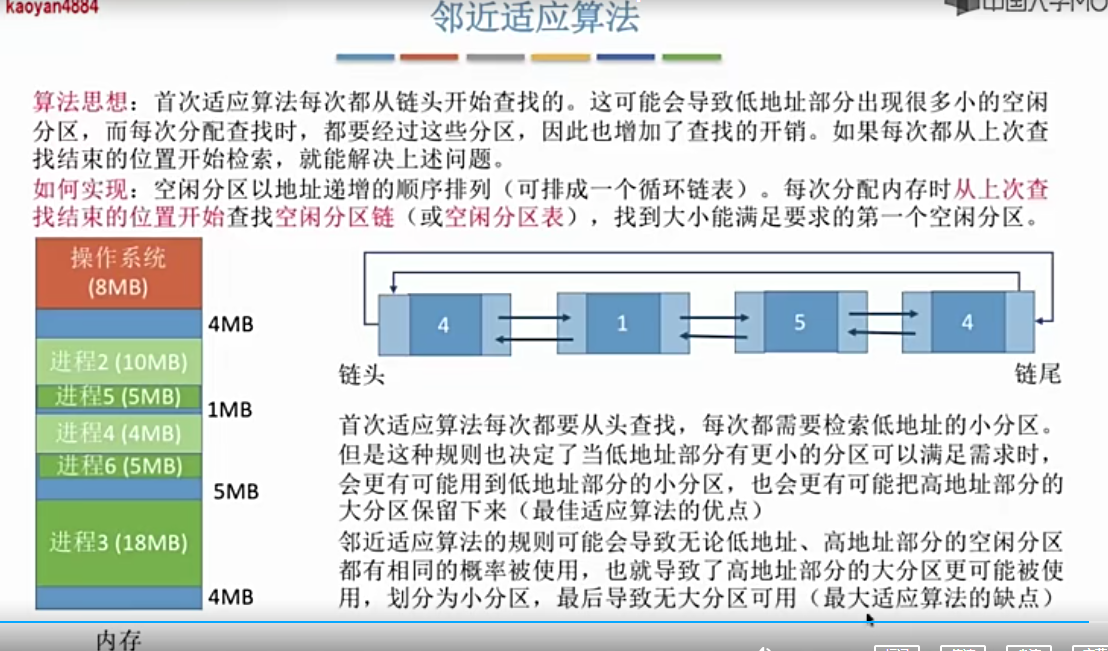 kaoyan4884
邻近适应算法
中国大学MO
算法思想：首次适应算法每次都从链头开始查找的。这可能会导致低地址部分出现很多小的空闲
分区，而每次分配查找时，都要经过这些分区，因此也增加了查找的开销。如果每次都从上次查
找结束的位置开始检索，就能解决上述问题。
如何实现：空闲分区以地址递增的顺序排列（可排成一个循环链表）。每次分配内存时从上次查
找结束的位置开始查找空闲分区链（或空闲分区表），找到大小能满足要求的第一个空闲分区。
操作系统
(8MB)
4MB
进程2 (10MB)
进程5 (5MB)
1MB
进程4 (4MB)
进程6 (5MB)
5MB
进程3 (18MB)
4MB
内存
4
1
5
4
链头
链尾
首次适应算法每次都要从头查找，每次都需要检索低地址的小分区。
但是这种规则也决定了当低地址部分有更小的分区可以满足需求时，
会更有可能用到低地址部分的小分区，也会更有可能把高地址部分的
大分区保留下来（最佳适应算法的优点）
邻近适应算法的规则可能会导致无论低地址、高地址部分的空闲分区
都有相同的概率被使用，也就导致了高地址部分的大分区更可能被使
用，划分为小分区，最后导致无大分区可用（最大适应算法的缺点）